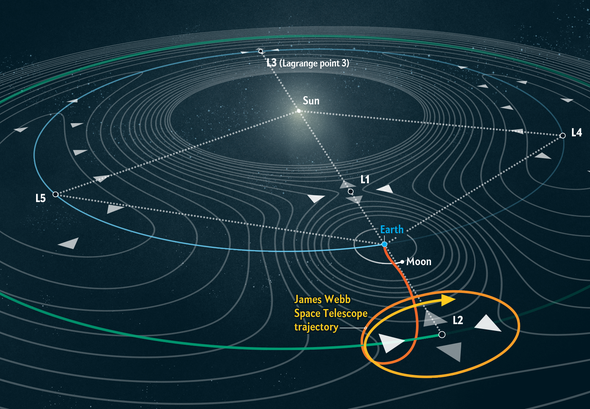 L3 (Lagrange point 3)
Sun
L4
L1
L5
Earth
Moon
James Webb
Space Telescope
trajectory
L2